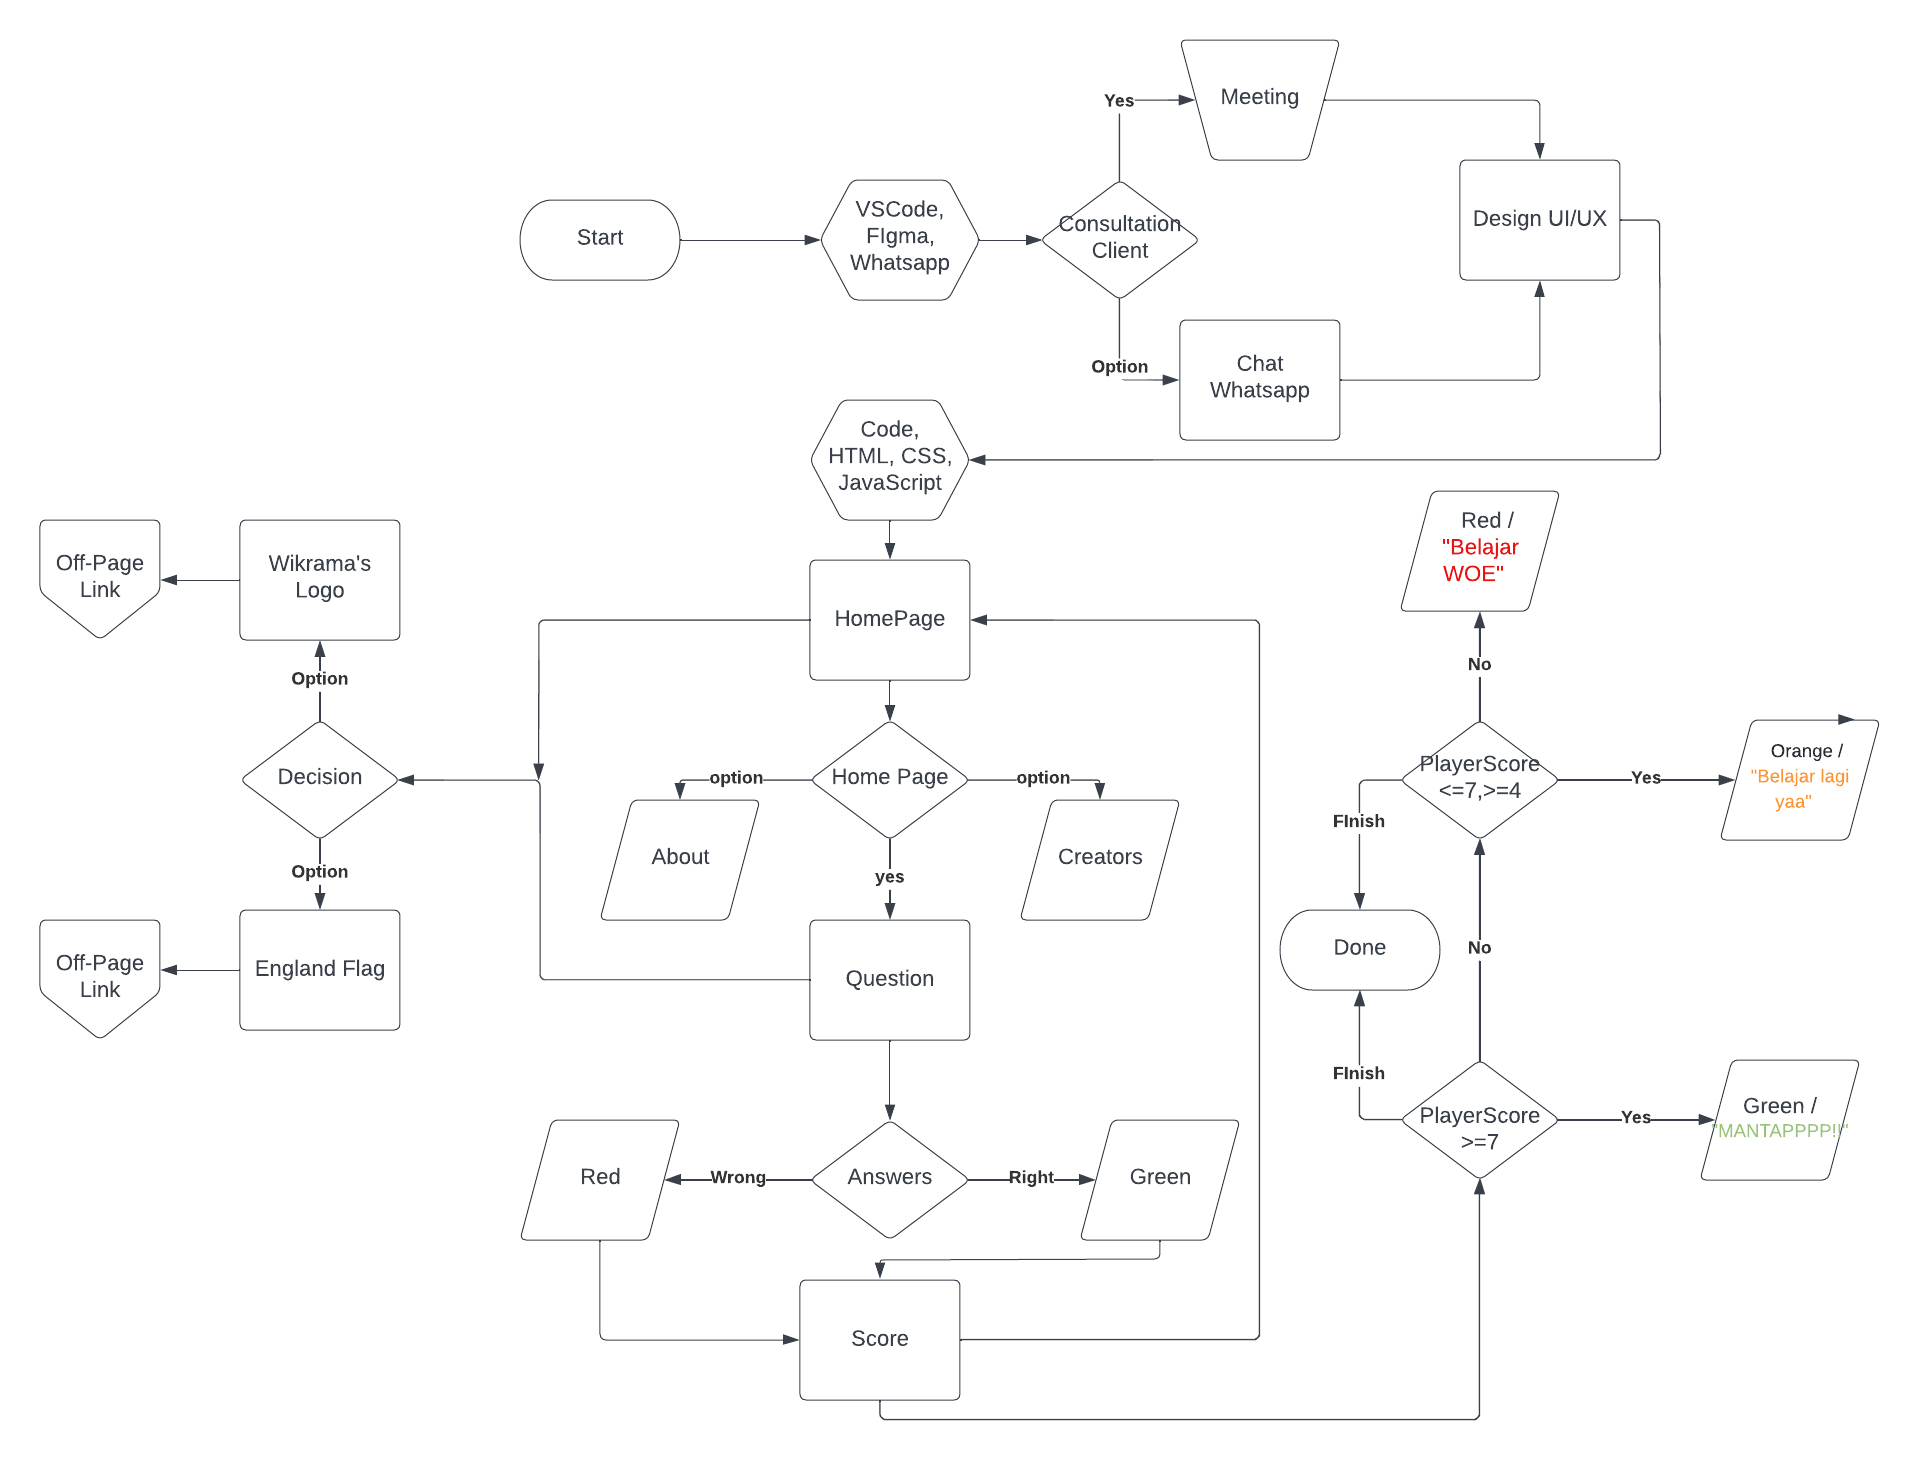 Yes
Meeting
Start
VSCode,
FIgma,
Whatsapp
Consultation
Client
Design UI/UX
Option
Chat
Whatsapp
Code,
HTML, CSS,
JavaScript
Off-Page
Link
Wikrama's
Logo
HomePage
Red /
"Belajar
WOE"
Option
No
Decision
option
Home Page
option
PlayerScore
<=7,>=4
Yes
Orange /
"Belajar lagi
yaa"
FInish
About
Creators
Option
yes
Off-Page
Link
England Flag
Question
Done
No
FInish
PlayerScore
>=7
Yes
Green /
"MANTAPPPP!!"
Red
Wrong
Answers
Right
Green
Score